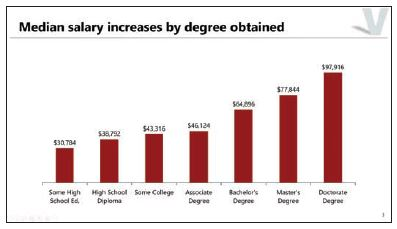 Median salary increases by degree obtained
$30,784
$38,792
$43,316
$46,124
$64,896
$77,844
$97,916
Some High School Ed.
High School Diploma
Some College
Associate Degree
Bachelor's Degree
Master's Degree
Doctorate Degree
3